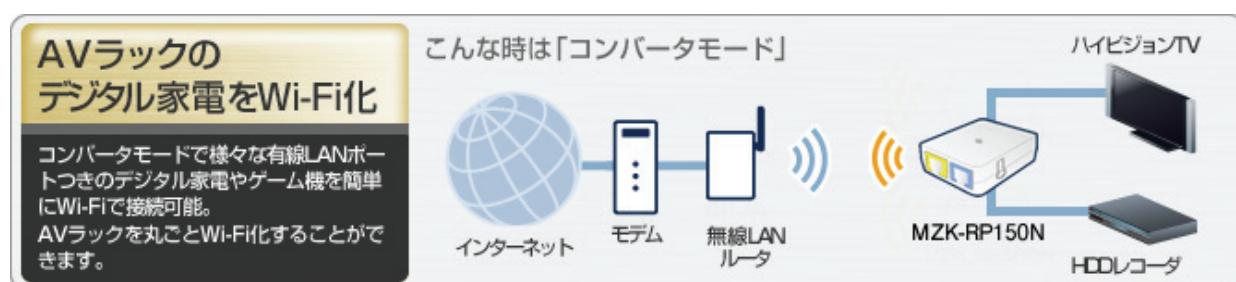 AVラックの
デジタル家電をWi-Fi化
コンバータモードで様々な有線LANポー
トつきのデジタル家電やゲーム機を簡単
にWi-Fiで接続可能。
AVラックを丸ごとWi-Fi化することがで
きます。
こんな時は「コンバータモード」
ハイビジョンTV
インターネット
モデム
無線LAN
ルータ
MZK-RP150N
HDDレコーダ